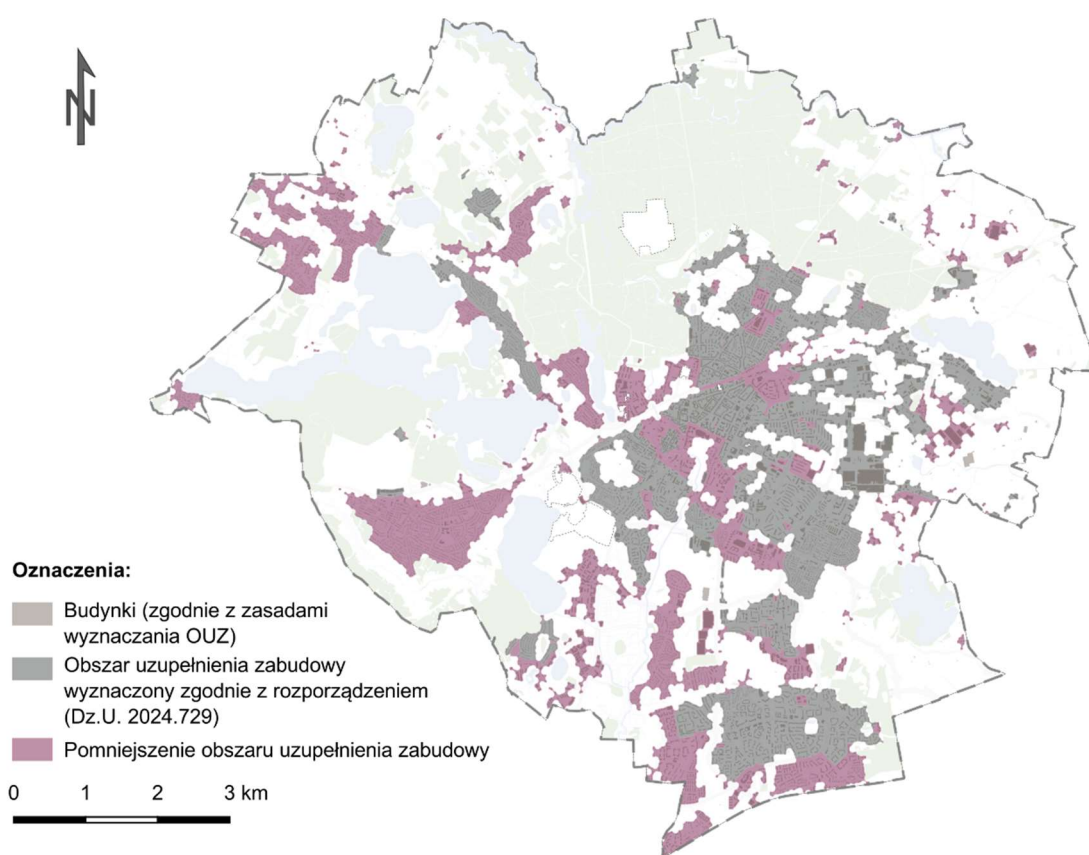 N
Oznaczenia:
Budynki (zgodnie z zasadami
wyznaczania OUZ)
Obszar uzupełnienia zabudowy
wyznaczony zgodnie z rozporządzeniem
(Dz.U. 2024.729)
Pomniejszenie obszaru uzupełnienia zabudowy
0 1 2 3 km